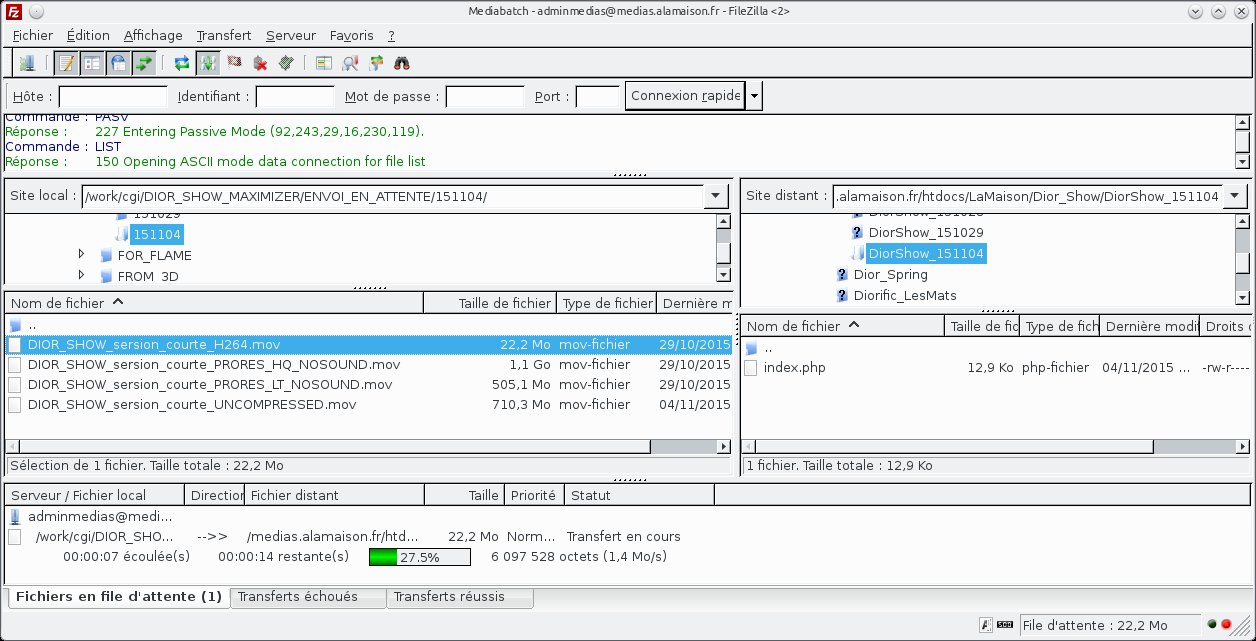 Mediabatch - adminmedias@medias.alamaison.fr - FileZilla <2>
Fichier Édition Affichage Transfert Serveur Favoris ?
Hôte : Identifiant : Mot de passe : Port : Connexion rapide
Commande : PASV
Réponse : 227 Entering Passive Mode (92,243,29,16,230,119).
Commande : LIST
Réponse : 150 Opening ASCII mode data connection for file list
Site local : /work/cgi/DIOR_SHOW_MAXIMIZER/ENVOI_EN_ATTENTE/151104/
151029
151104
FOR_FLAME
FROM_3D
Nom de fichier Taille de fichier Type de fichier Dernière m
..
DIOR_SHOW_sersion_courte_H264.mov 22,2 Mo mov-fichier 29/10/2015
DIOR_SHOW_sersion_courte_PRORES_HQ_NOSOUND.mov 1,1 Go mov-fichier 29/10/2015
DIOR_SHOW_sersion_courte_PRORES_LT_NOSOUND.mov 505,1 Mo mov-fichier 29/10/2015
DIOR_SHOW_sersion_courte_UNCOMPRESSED.mov 710,3 Mo mov-fichier 04/11/2015
Sélection de 1 fichier. Taille totale : 22,2 Mo
Site distant : .alamaison.fr/htdocs/LaMaison/Dior_Show/DiorShow_151104
DiorShow_151029
DiorShow_151104
Dior_Spring
Diorific_LesMats
Nom de fichier Taille de fic Type de fich Dernière modi Droits
..
index.php 12,9 Ko php-fichier 04/11/2015 ... -rw-r----
1 fichier. Taille totale : 12,9 Ko
Serveur / Fichier local Direction Fichier distant Taille Priorité Statut
adminmedias@medi...
/work/cgi/DIOR_SHO... -->> /medias.alamaison.fr/htd... 22,2 Mo Norm... Transfert en cours
00:00:07 écoulée(s) 00:00:14 restante(s) 27.5% 6 097 528 octets (1,4 Mo/s)
Fichiers en file d'attente (1) Transferts échoués Transferts réussis
File d'attente : 22,2 Mo